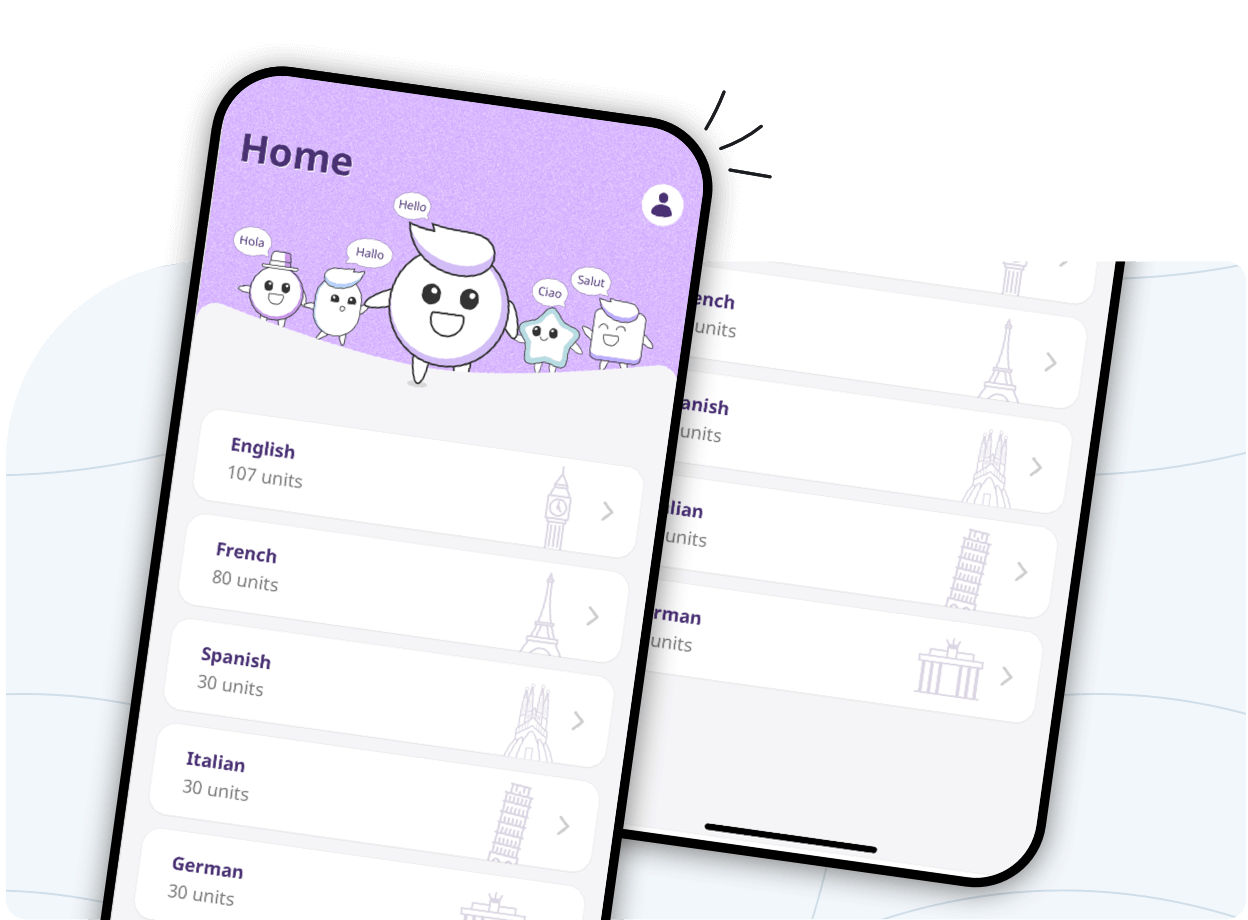 Home
Hello
Hola
Hallo
Ciao
Salut
English
107 units
French
80 units
Spanish
30 units
Italian
30 units
German
30 units
ench
units
anish
units
lian
units
rman
units